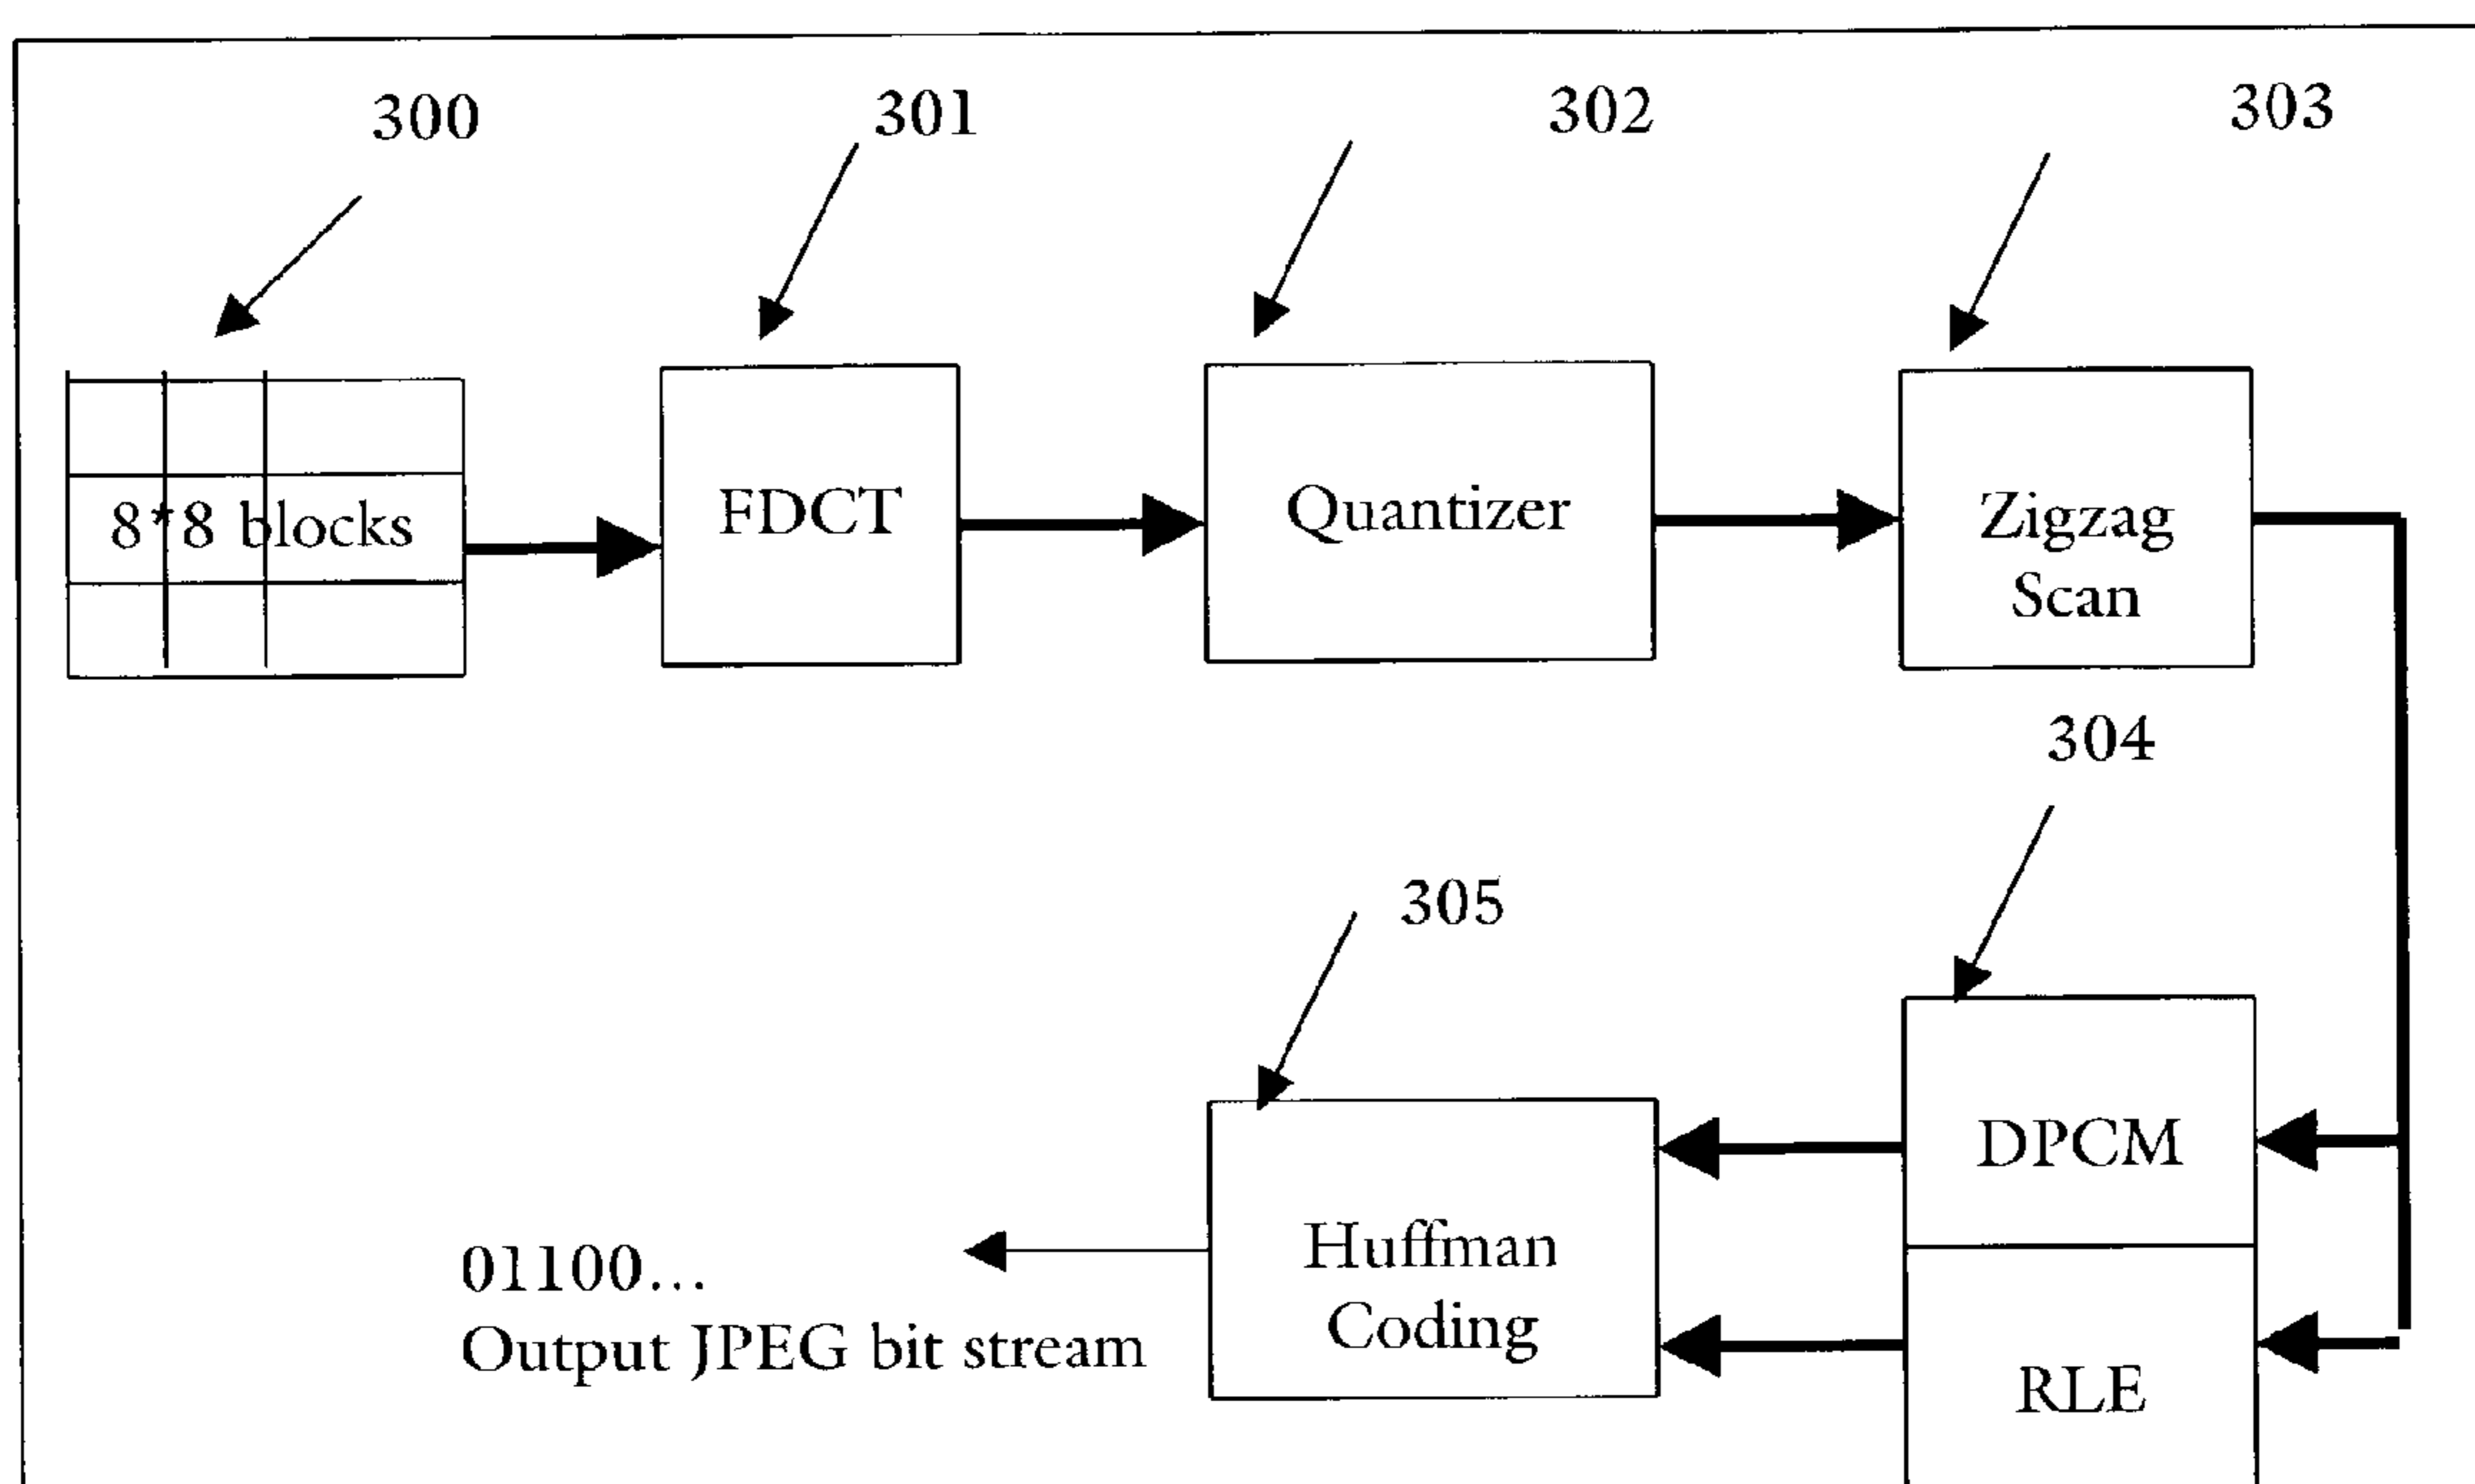 300
301
302
303
8*8 blocks
FDCT
Quantizer
Zigzag
Scan
304
305
DPCM
Huffman
Coding
RLE
01100...
Output JPEG bit stream